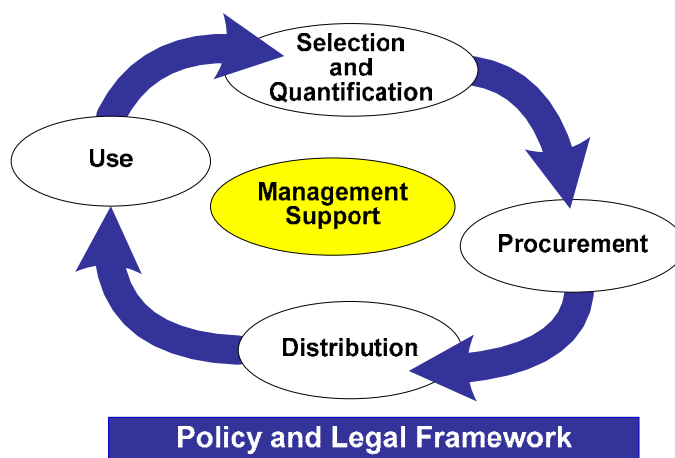 Selection
and
Quantification
Use
Management
Support
Procurement
Distribution
Policy and Legal Framework